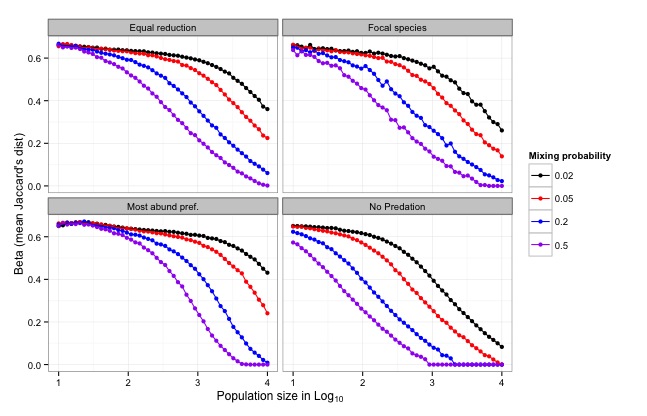 Equal reduction
Focal species
0.6
0.4
0.2
0.0
Most abund pref.
No Predation
0.6
0.4
0.2
0.0
1 2 3 4 1 2 3 4
Population size in Log10
Beta (mean Jaccard's dist)
Mixing probability
0.02
0.05
0.2
0.5